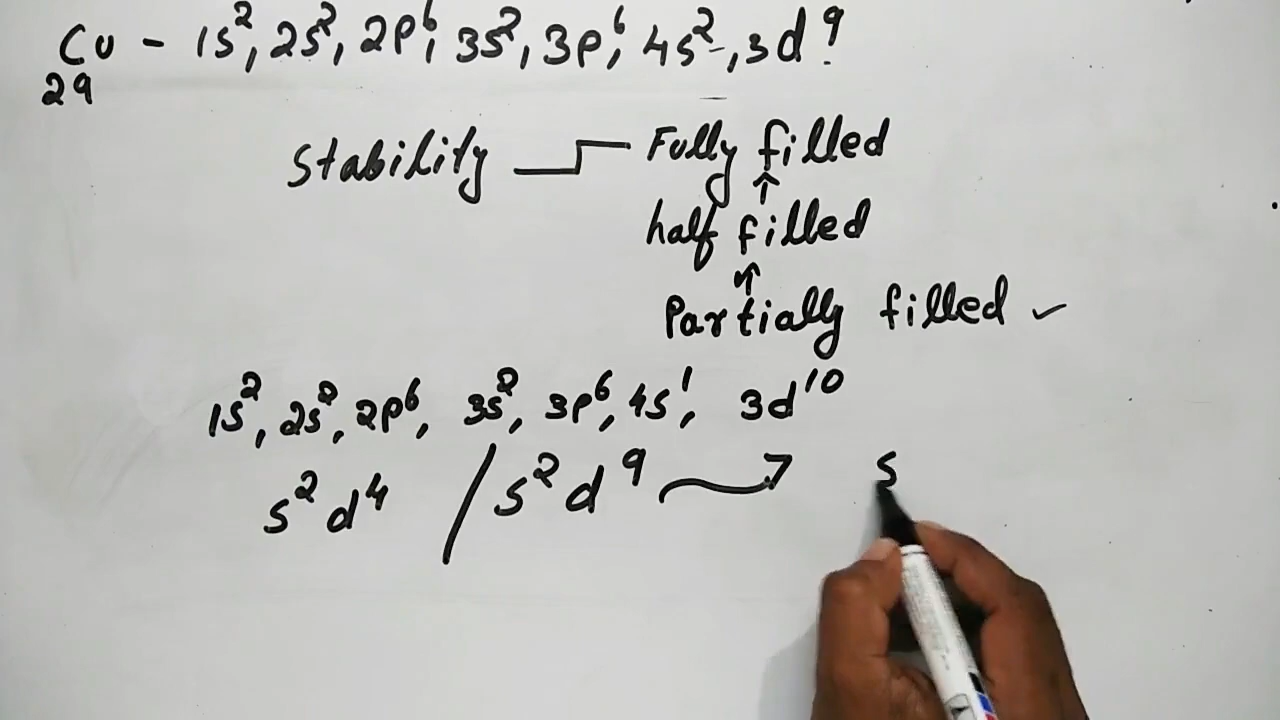 Cu - 1s², 2s², 2p⁶, 3s², 3p⁶, 4s², 3d⁹
29
Stability Fully filled
half filled
Partially filled ✓
1s², 2s², 2p⁶, 3s², 3p⁶, 4s¹, 3d¹⁰
s²d⁴ / s²d⁹ → s